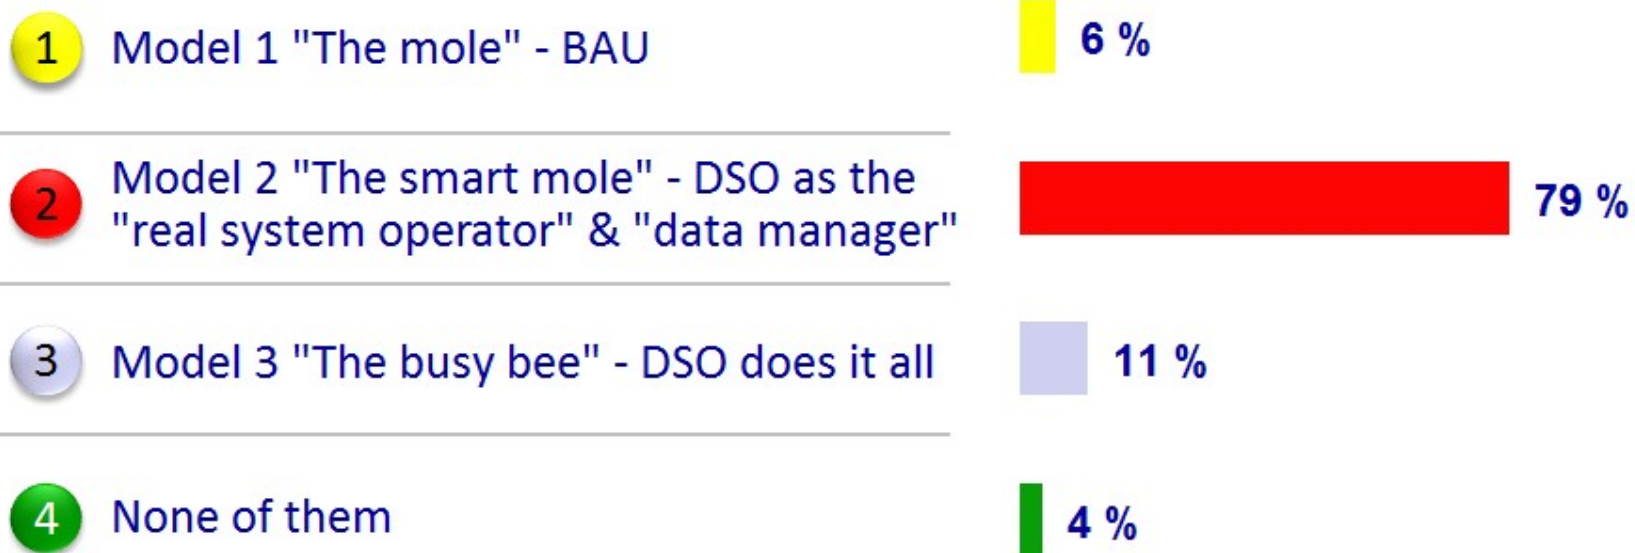 1 Model 1 "The mole" - BAU 6 %
2 Model 2 "The smart mole" - DSO as the
"real system operator" & "data manager" 79 %
3 Model 3 "The busy bee" - DSO does it all 11 %
4 None of them 4 %